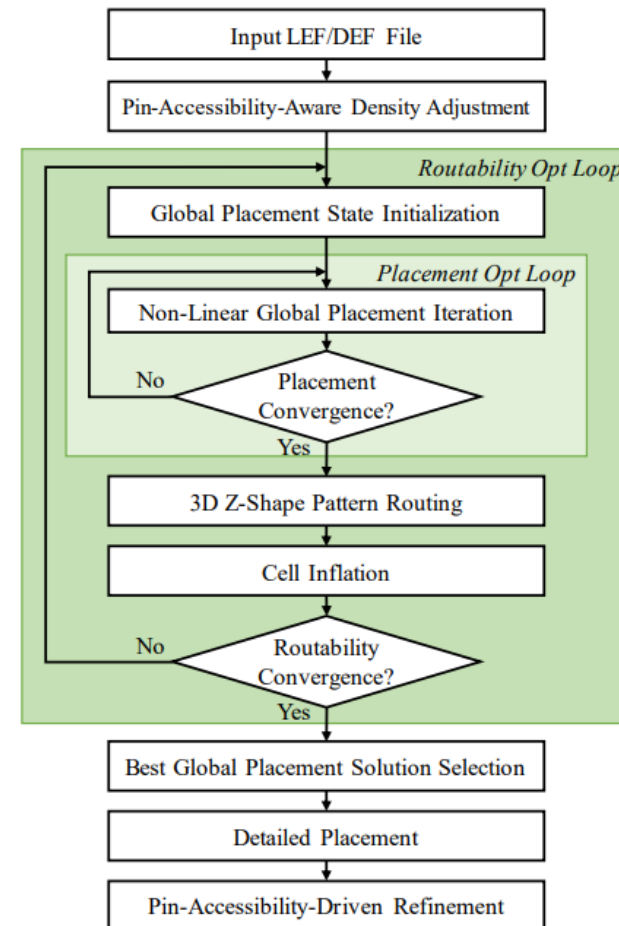 Input LEF/DEF File
Pin-Accessibility-Aware Density Adjustment
Routability Opt Loop
Global Placement State Initialization
Placement Opt Loop
Non-Linear Global Placement Iteration
No
Placement
Convergence?
Yes
3D Z-Shape Pattern Routing
Cell Inflation
No
Routability
Convergence?
Yes
Best Global Placement Solution Selection
Detailed Placement
Pin-Accessibility-Driven Refinement